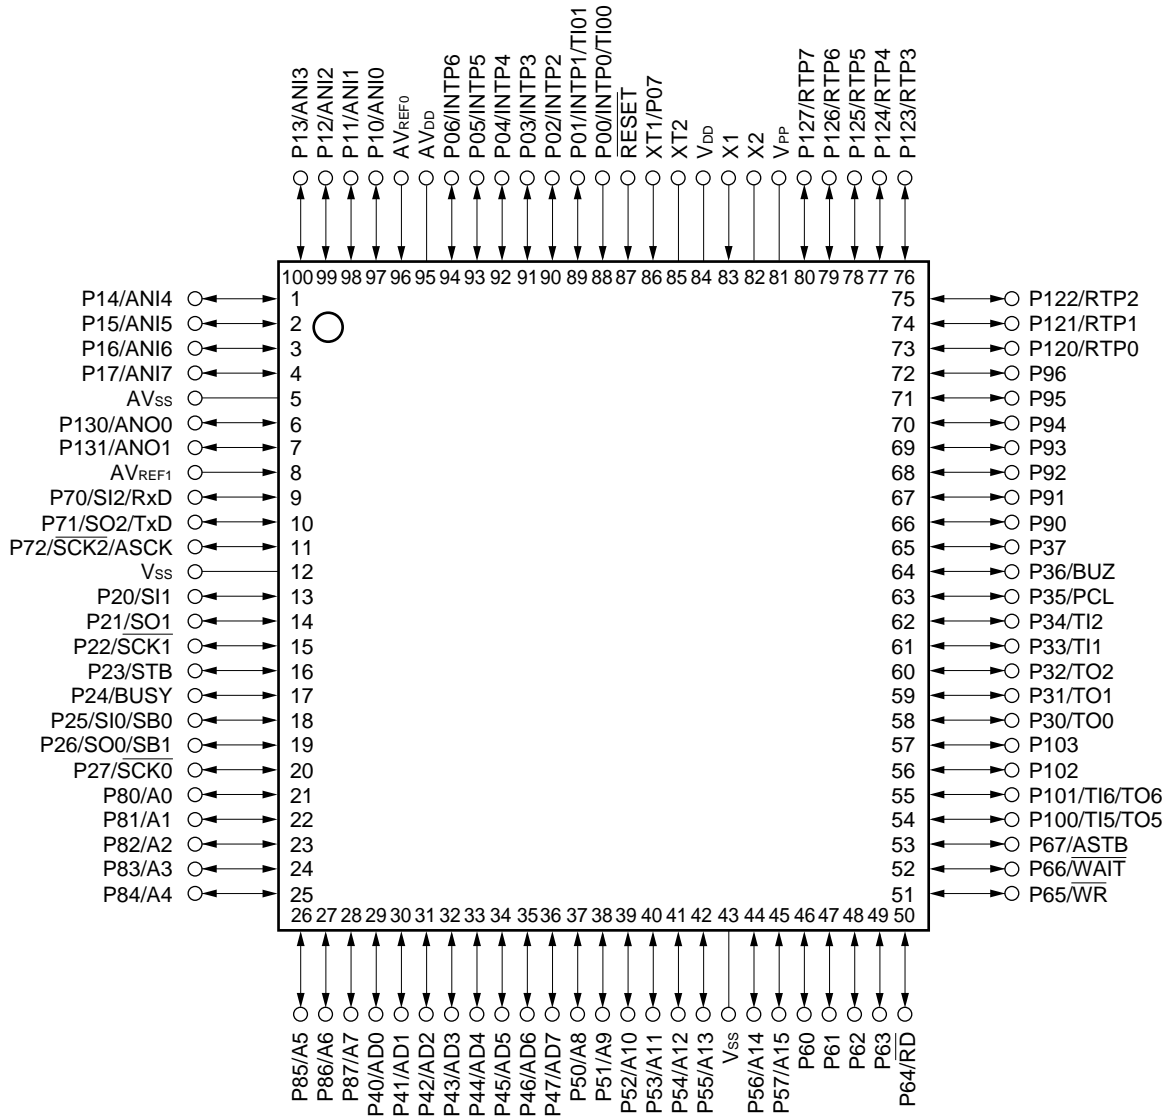 P13/ANI3
P12/ANI2
P11/ANI1
P10/ANI0
AVREF0
AVDD
P06/INTP6
P05/INTP5
P04/INTP4
P03/INTP3
P02/INTP2
P01/INTP1/TI01
P00/INTP0/TI00
RESET
XT1/P07
XT2
VDD
X1
X2
VPP
P127/RTP7
P126/RTP6
P125/RTP5
P124/RTP4
P123/RTP3
100 99 98 97 96 95 94 93 92 91 90 89 88 87 86 85 84 83 82 81 80 79 78 77 76
P14/ANI4 1 75 P122/RTP2
P15/ANI5 2 74 P121/RTP1
P16/ANI6 3 73 P120/RTP0
P17/ANI7 4 72 P96
AVSS 5 71 P95
P130/ANO0 6 70 P94
P131/ANO1 7 69 P93
AVREF1 8 68 P92
P70/SI2/RxD 9 67 P91
P71/SO2/TxD 10 66 P90
P72/SCK2/ASCK 11 65 P37
VSS 12 64 P36/BUZ
P20/SI1 13 63 P35/PCL
P21/SO1 14 62 P34/TI2
P22/SCK1 15 61 P33/TI1
P23/STB 16 60 P32/TO2
P24/BUSY 17 59 P31/TO1
P25/SI0/SB0 18 58 P30/TO0
P26/SO0/SB1 19 57 P103
P27/SCK0 20 56 P102
P80/A0 21 55 P101/TI6/TO6
P81/A1 22 54 P100/TI5/TO5
P82/A2 23 53 P67/ASTB
P83/A3 24 52 P66/WAIT
P84/A4 25 51 P65/WR
26 27 28 29 30 31 32 33 34 35 36 37 38 39 40 41 42 43 44 45 46 47 48 49 50
P85/A5
P86/A6
P87/A7
P40/AD0
P41/AD1
P42/AD2
P43/AD3
P44/AD4
P45/AD5
P46/AD6
P47/AD7
P50/A8
P51/A9
P52/A10
P53/A11
P54/A12
P55/A13
VSS
P56/A14
P57/A15
P60
P61
P62
P63
P64/RD